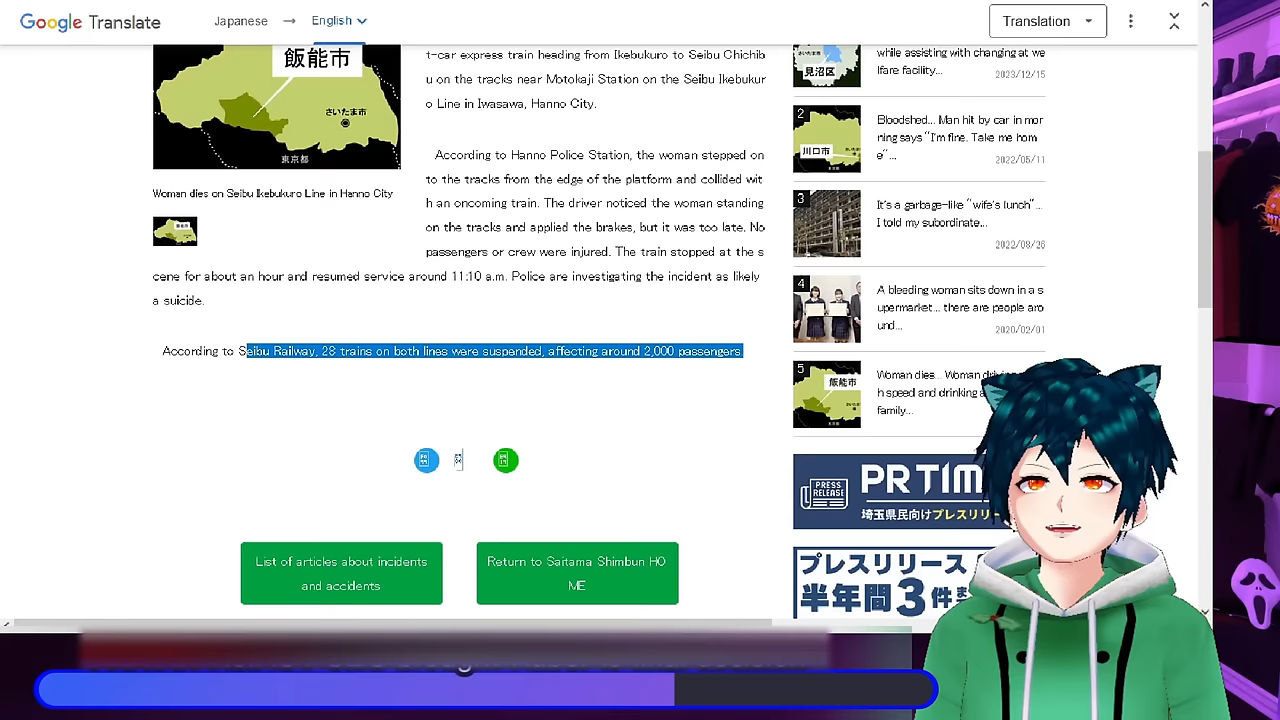 Google Translate
Japanese → English
Translation
飯能市
さいたま市
東京都
Woman dies on Seibu Ikebukuro Line in Hanno City
飯能市
t-car express train heading from Ikebukuro to Seibu Chichib
u on the tracks near Motokaji Station on the Seibu Ikebukur
o Line in Iwasawa, Hanno City.
According to Hanno Police Station, the woman stepped on
to the tracks from the edge of the platform and collided wit
h an oncoming train. The driver noticed the woman standing
on the tracks and applied the brakes, but it was too late. No
passengers or crew were injured. The train stopped at the s
cene for about an hour and resumed service around 11:10 a.m. Police are investigating the incident as likely
a suicide.
According to Seibu Railway, 28 trains on both lines were suspended, affecting around 2,000 passengers.
List of articles about incidents
and accidents
Return to Saitama Shimbun HO
ME
さいたま市
見沼区
while assisting with changing at we
lfare facility...
2023/12/15
2
川口市
Bloodshed... Man hit by car in mor
ning says "I'm fine. Take me hom
e"...
2022/05/11
3
It's a garbage-like "wife's lunch"...
I told my subordinate...
2022/08/26
4
A bleeding woman sits down in a s
upermarket... there are people aro
und...
2020/02/01
5
飯能市
Woman dies... Woman
h speed and drinking
family...
PRTIM
PRESS
RELEASE
埼玉県民向けプレスリリー
プレスリリース
半年間3件